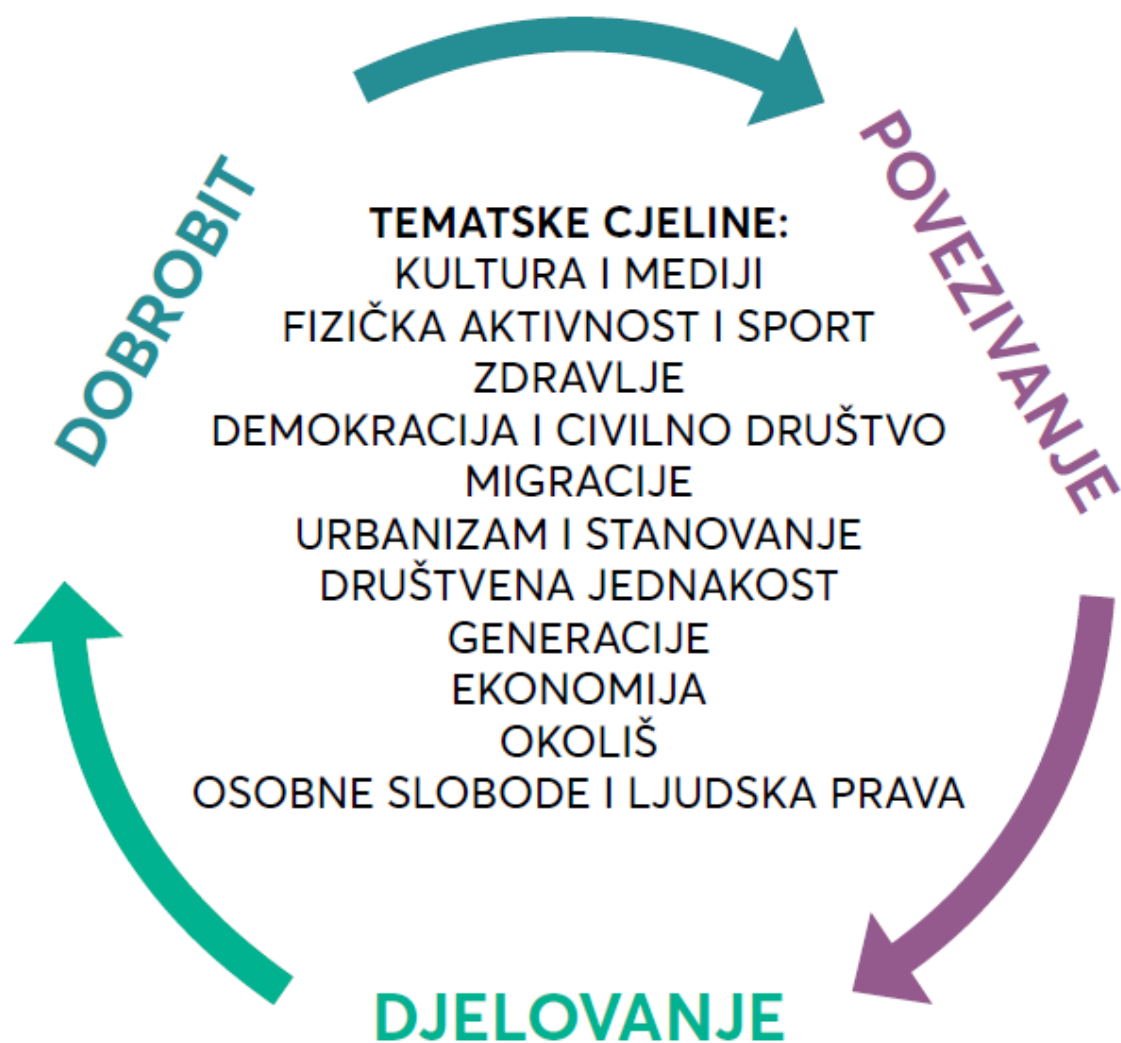 DOBROBIT
POVEZIVANJE
TEMATSKE CJELINE:
KULTURA I MEDIJI
FIZIČKA AKTIVNOST I SPORT
ZDRAVLJE
DEMOKRACIJA I CIVILNO DRUŠTVO
MIGRACIJE
URBANIZAM I STANOVANJE
DRUŠTVENA JEDNAKOST
GENERACIJE
EKONOMIJA
OKOLIŠ
OSOBNE SLOBODE I LJUDSKA PRAVA
DJELOVANJE